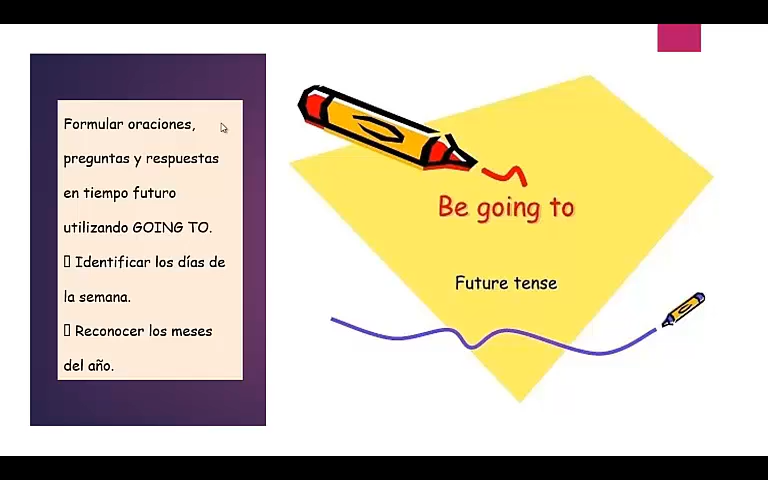 Formular oraciones,
preguntas y respuestas
en tiempo futuro
utilizando GOING TO.
▯ Identificar los días de
la semana.
▯ Reconocer los meses
del año.
Be going to
Future tense